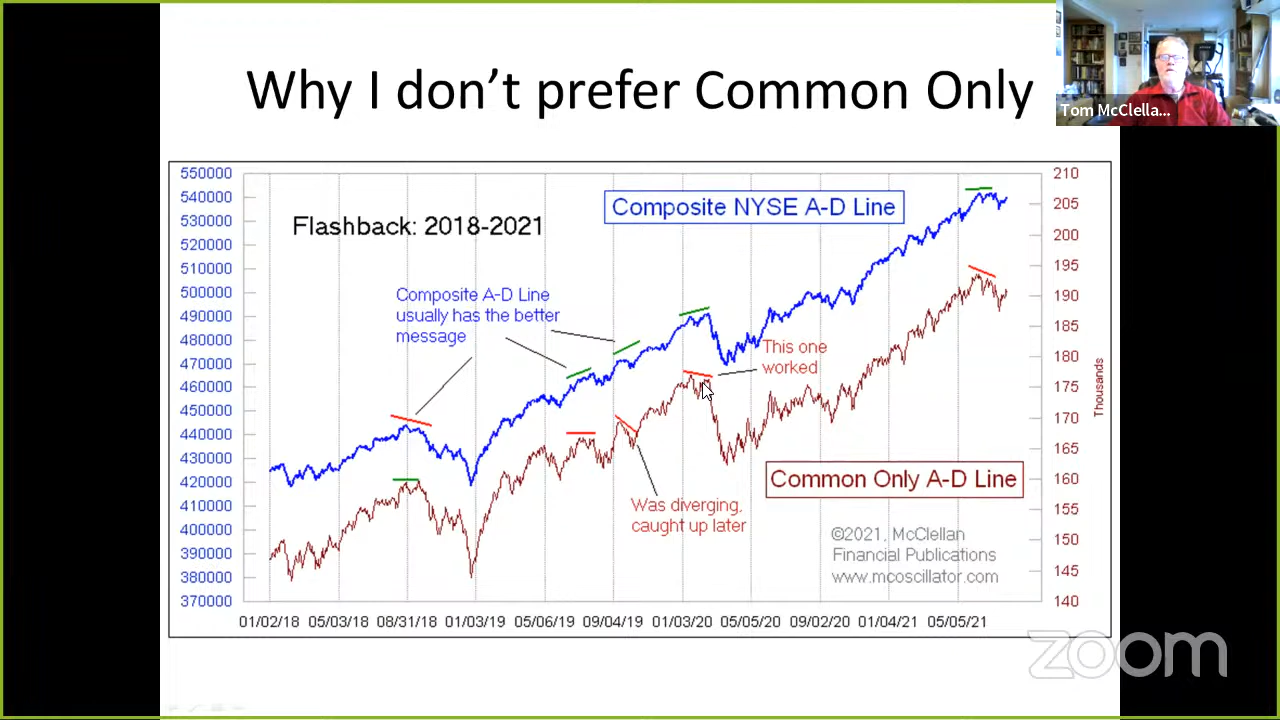 Why I don't prefer Common Only
Tom McClella...
550000
540000
530000
520000
510000
500000
490000
480000
470000
460000
450000
440000
430000
420000
410000
400000
390000
380000
370000
Flashback: 2018-2021
Composite NYSE A-D Line
Composite A-D Line
usually has the better
message
This one
worked
Was diverging,
caught up later
Common Only A-D Line
©2021, McClellan
Financial Publications
www.mcoscillator.com
210
205
200
195
190
185
180
175
170
165
160
155
150
145
140
Thousands
01/02/18 05/03/18 08/31/18 01/03/19 05/06/19 09/04/19 01/03/20 05/05/20 09/02/20 01/04/21 05/05/21
zoom